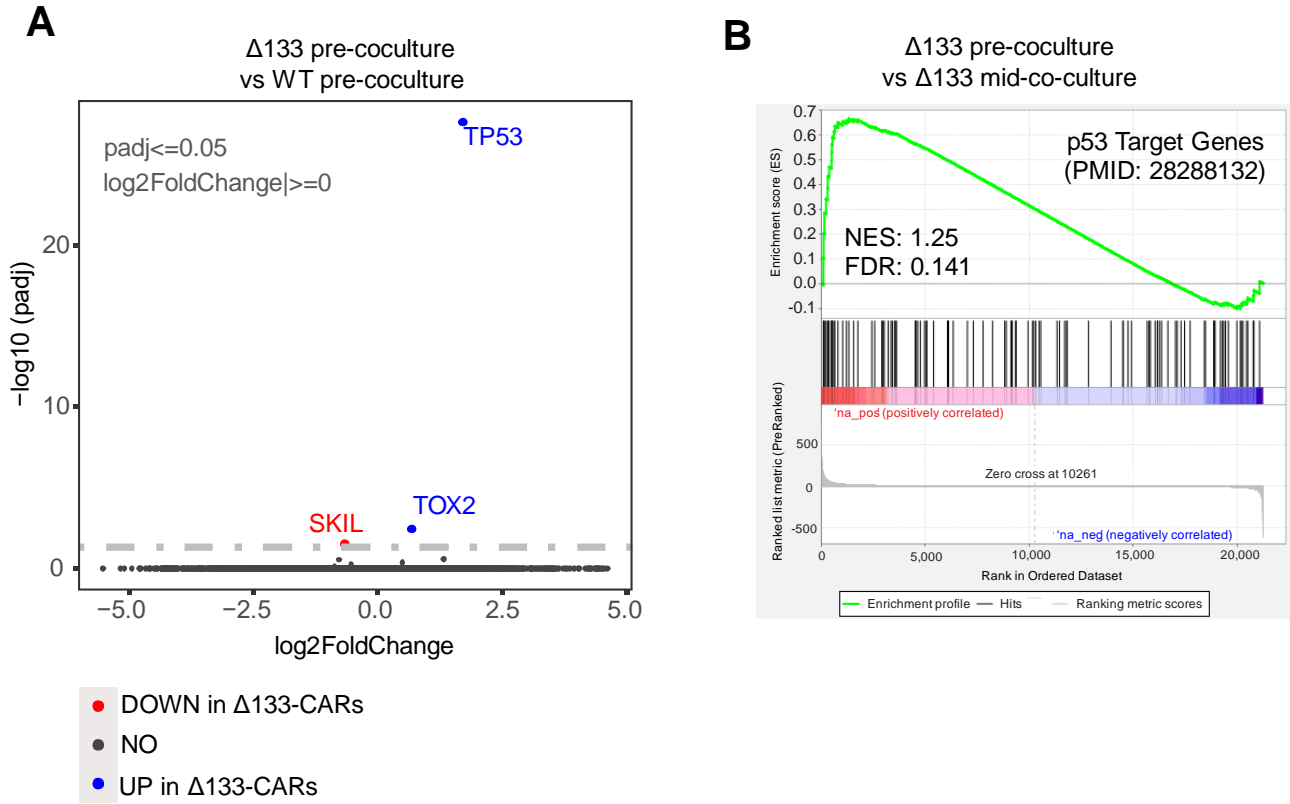 A
Δ133 pre-coculture
vs WT pre-coculture
padj<=0.05
log2FoldChange|>=0
TP53
TOX2
SKIL
20
10
0
−log10 (padj)
−5.0
−2.5
0.0
2.5
5.0
log2FoldChange
DOWN in Δ133-CARs
NO
UP in Δ133-CARs
B
Δ133 pre-coculture
vs Δ133 mid-co-culture
p53 Target Genes
(PMID: 28288132)
NES: 1.25
FDR: 0.141
Enrichment score (ES)
0.7
0.6
0.5
0.4
0.3
0.2
0.1
0.0
-0.1
'na_pos' (positively correlated)
Ranked list metric (PreRanked)
500
0
-500
Zero cross at 10261
'na_neg' (negatively correlated)
0
5,000
10,000
15,000
20,000
Rank in Ordered Dataset
Enrichment profile
Hits
Ranking metric scores